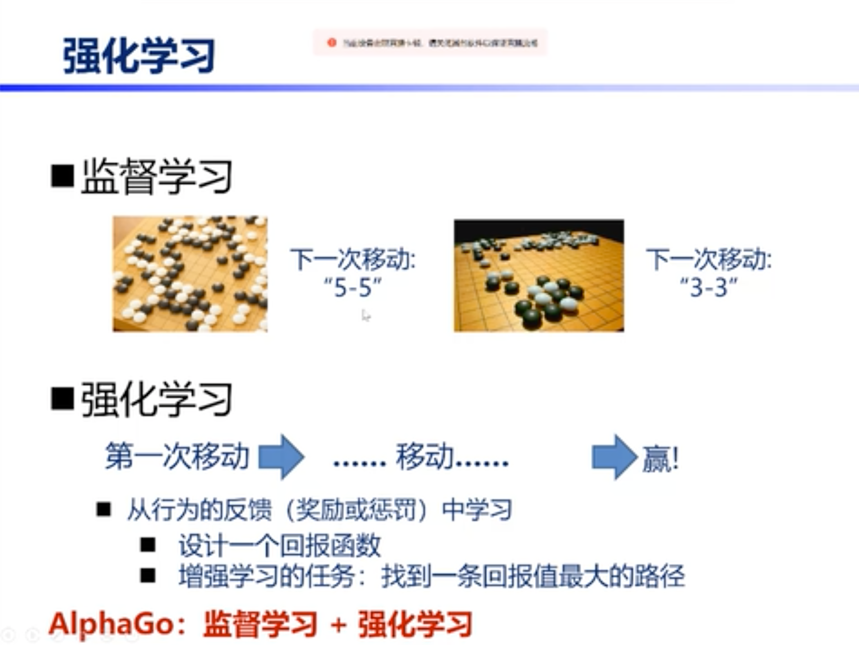 强化学习
■监督学习
下一次移动:
“5-5”
下一次移动:
“3-3”
■强化学习
第一次移动
…… 移动……
赢!
■ 从行为的反馈（奖励或惩罚）中学习
■ 设计一个回报函数
■ 增强学习的任务：找到一条回报值最大的路径
AlphaGo：监督学习 + 强化学习